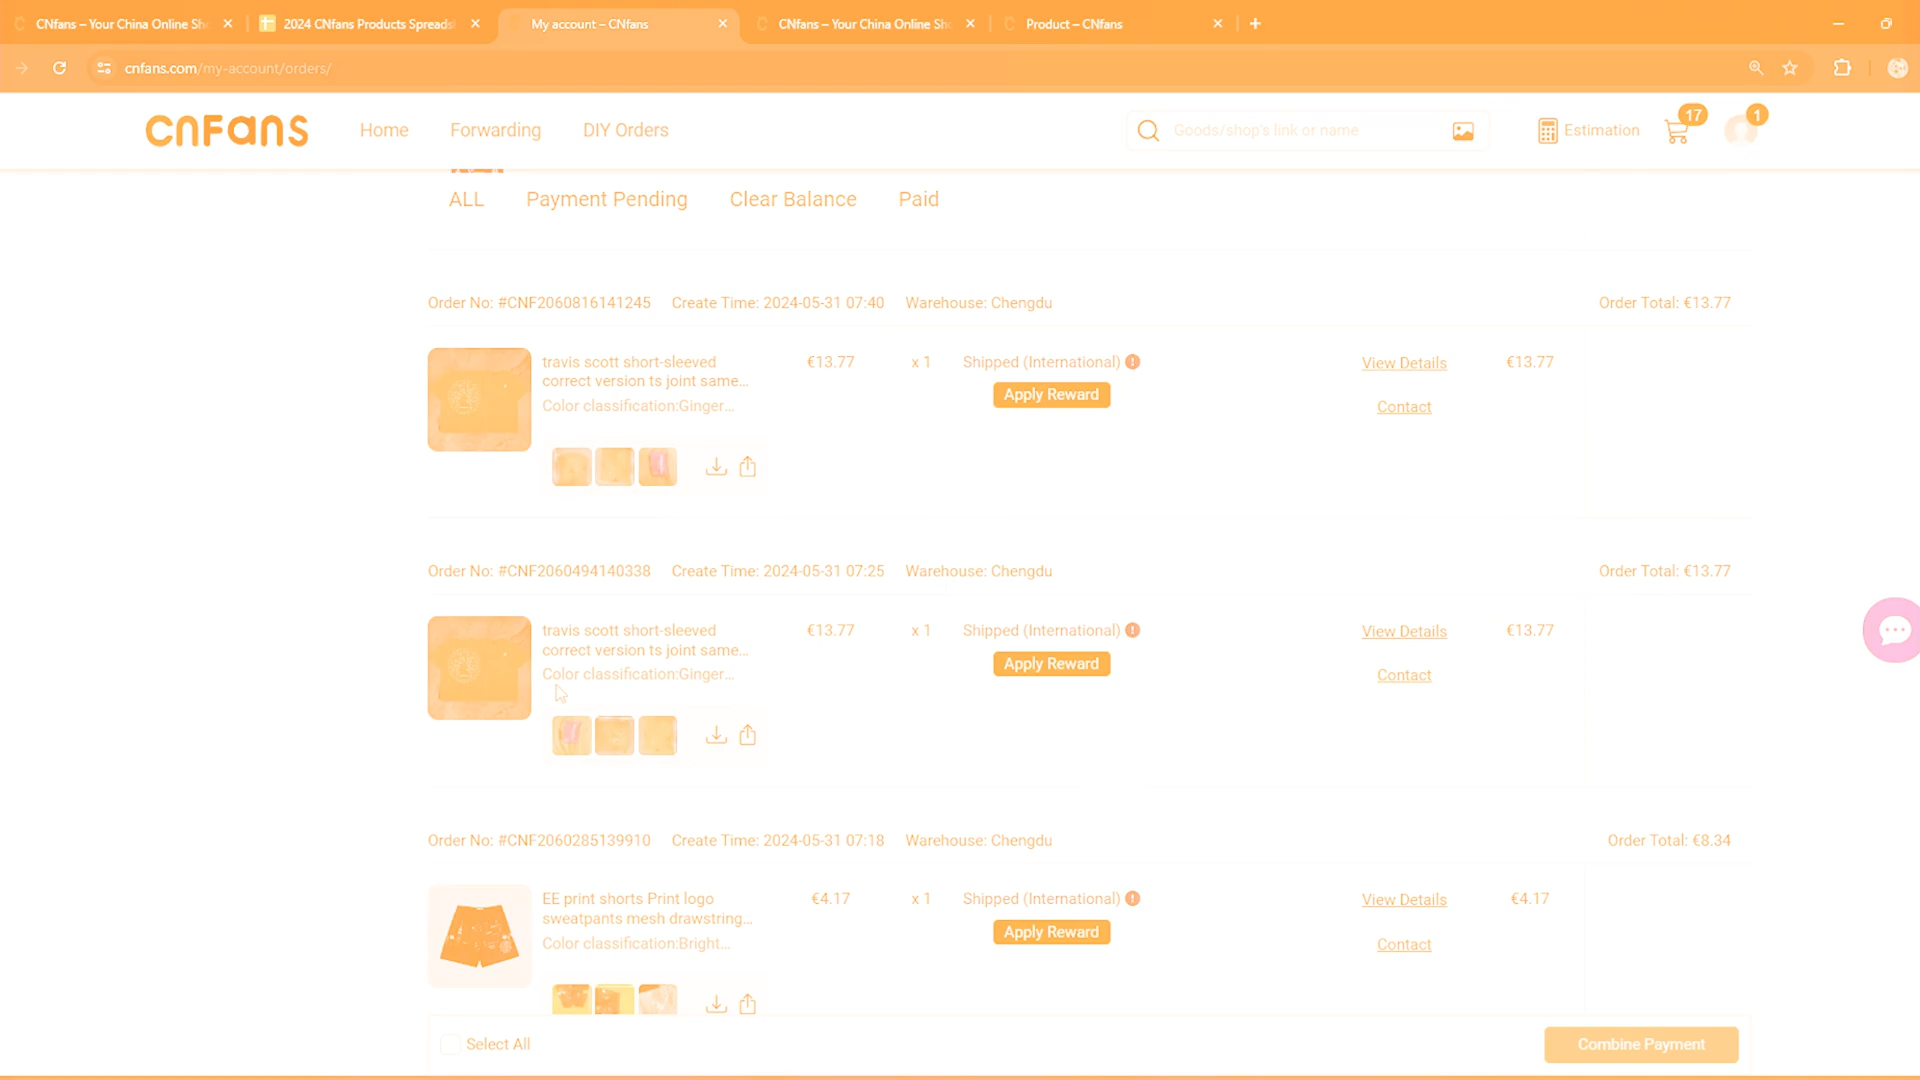 CNfans – Your China Online Sh
2024 CNfans Products Spreads
My account – CNfans
CNfans – Your China Online Sho
Product – CNfans
cnfans.com/my-account/orders/
cnFans
Home
Forwarding
DIY Orders
Goods/shop's link or name
Estimation
17
1
ALL
Payment Pending
Clear Balance
Paid
Order No: #CNF2060816141245 Create Time: 2024-05-31 07:40 Warehouse: Chengdu Order Total: €13.77
travis scott short-sleeved
correct version ts joint same...
Color classification:Ginger...
€13.77
x 1
Shipped (International)
Apply Reward
View Details
Contact
€13.77
Order No: #CNF2060494140338 Create Time: 2024-05-31 07:25 Warehouse: Chengdu Order Total: €13.77
travis scott short-sleeved
correct version ts joint same...
Color classification:Ginger...
€13.77
x 1
Shipped (International)
Apply Reward
View Details
Contact
€13.77
Order No: #CNF2060285139910 Create Time: 2024-05-31 07:18 Warehouse: Chengdu Order Total: €8.34
EE print shorts Print logo
sweatpants mesh drawstring...
Color classification:Bright...
€4.17
x 1
Shipped (International)
Apply Reward
View Details
Contact
€4.17
Select All
Combine Payment